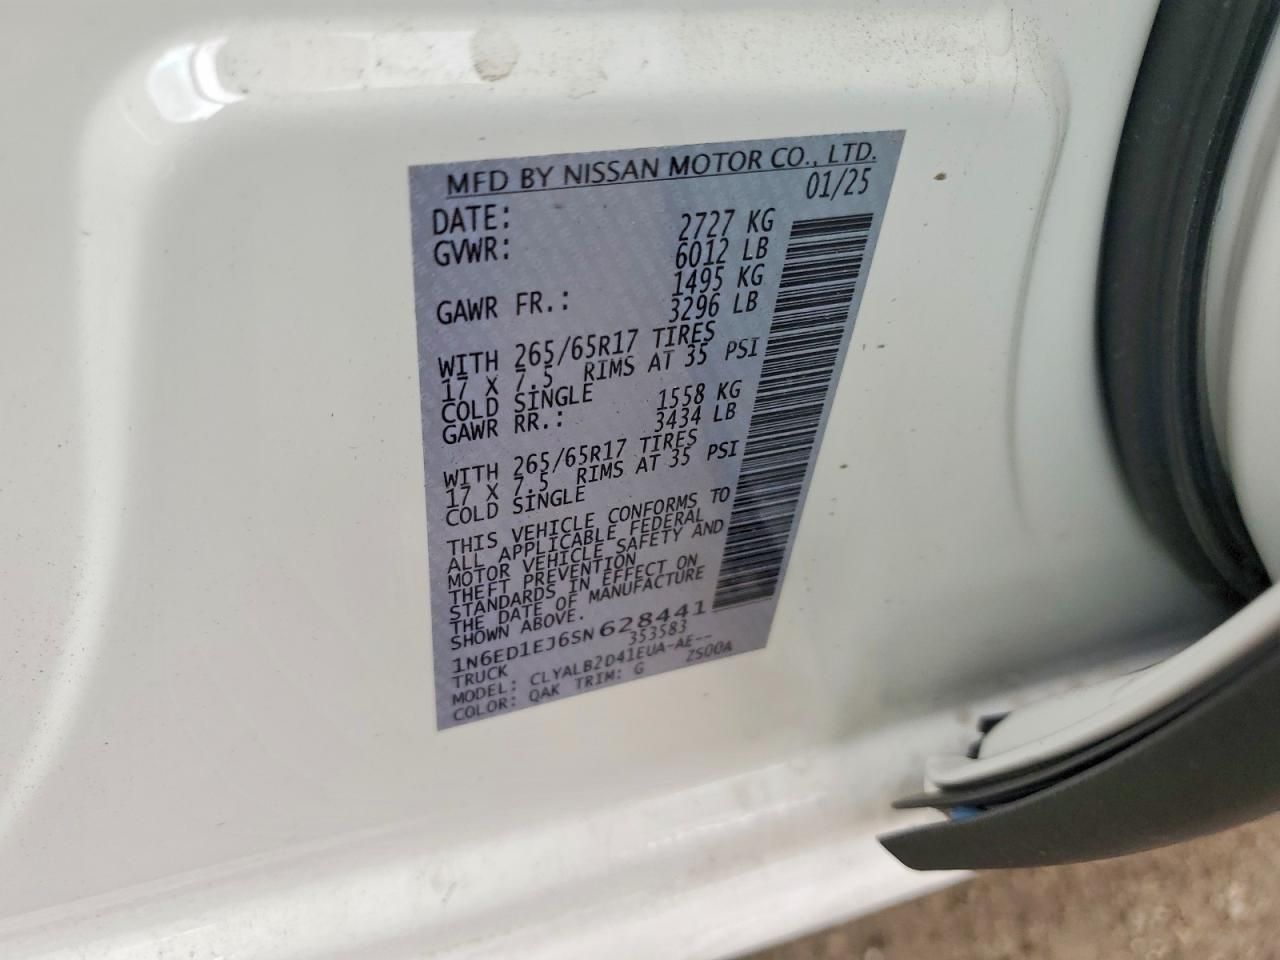 MFD BY NISSAN MOTOR CO., LTD.
DATE: 01/25
GVWR: 2727 KG
6012 LB
GAWR FR.: 1495 KG
3296 LB
WITH 265/65R17 TIRES
17 X 7.5 RIMS AT 35 PSI
COLD SINGLE
GAWR RR.: 1558 KG
3434 LB
WITH 265/65R17 TIRES
17 X 7.5 RIMS AT 35 PSI
COLD SINGLE
THIS VEHICLE CONFORMS TO
ALL APPLICABLE FEDERAL
MOTOR VEHICLE SAFETY AND
THEFT PREVENTION
STANDARDS IN EFFECT ON
THE DATE OF MANUFACTURE
SHOWN ABOVE.
1N6ED1EJ6SN628441
TRUCK 353583
MODEL: CLYALB2D41EUA-AE--
COLOR: QAK TRIM: G ZS00A